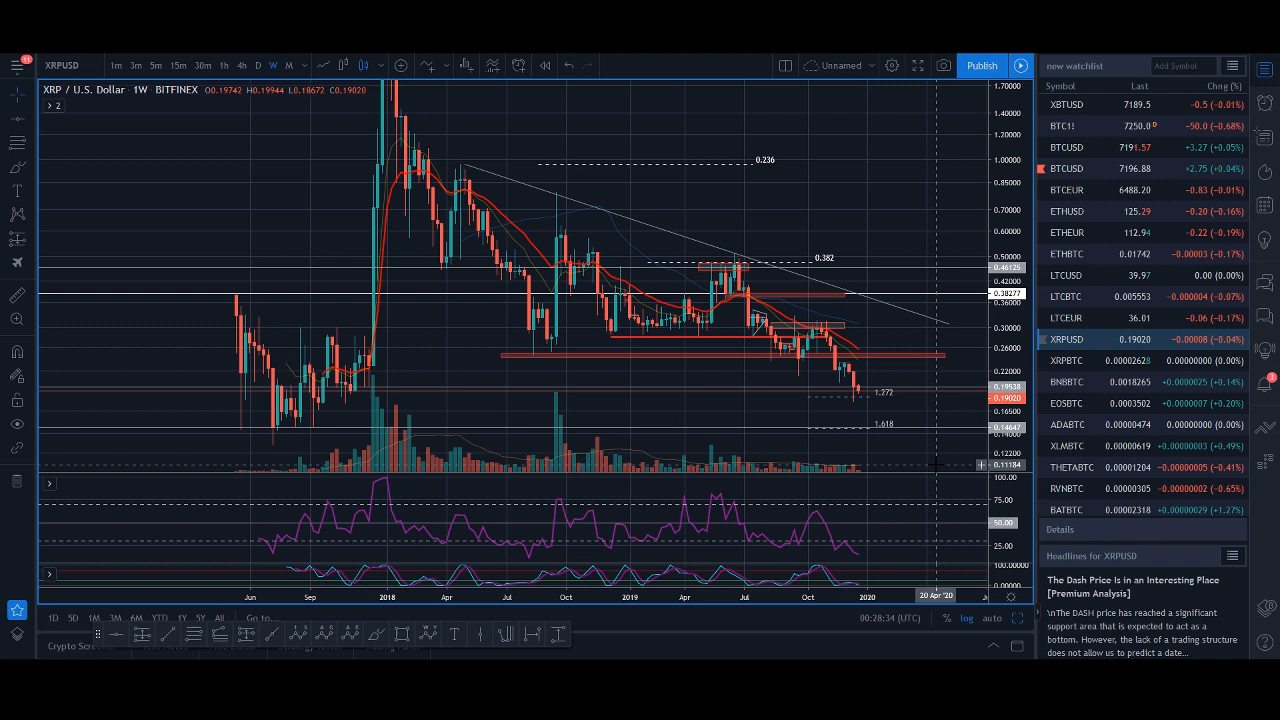 11
XRPUSD 1m 3m 5m 15m 30m 1h 4h D W M Unnamed Publish
XRP / U.S. Dollar · 1W · BITFINEX O0.19742 H0.19944 L0.18672 C0.19020
2
1.70000
1.40000
1.20000
1.00000
0.85000
0.70000
0.60000
0.50000
0.46125
0.42000
0.38277
0.36000
0.30000
0.26000
0.22000
0.19538
0.19020
0.16500
0.14647
0.14000
0.12200
0.11184
0.236
0.382
1.272
1.618
100.00
75.00
50.00
25.00
100.00000
0.00000
Jun Sep 2018 Apr Jul Oct 2019 Apr Jul Oct 2020 20 Apr '20
1D 5D 1M 3M 6M YTD 1Y 5Y All Go to... 00:28:34 (UTC) % log auto
new watchlist Add Symbol
Symbol Last Chng (%)
XBTUSD 7189.5 −0.5 (−0.01%)
BTC1! 7250.0 D −50.0 (−0.68%)
BTCUSD 7191.57 +3.27 (+0.05%)
BTCUSD 7196.88 +2.75 (+0.04%)
BTCEUR 6488.20 −0.83 (−0.01%)
ETHUSD 125.29 −0.20 (−0.16%)
ETHEUR 112.94 −0.22 (−0.19%)
ETHBTC 0.01742 −0.00003 (−0.17%)
LTCUSD 39.97 0.00 (0.00%)
LTCBTC 0.005553 −0.000004 (−0.07%)
LTCEUR 36.01 −0.06 (−0.17%)
XRPUSD 0.19020 −0.00008 (−0.04%)
XRPBTC 0.00002628 0.00000000 (0.00%)
BNBBTC 0.0018265 +0.0000025 (+0.14%)
EOSBTC 0.0003502 +0.0000007 (+0.20%)
ADABTC 0.00000474 0.00000000 (0.00%)
XLMBTC 0.00000619 +0.00000003 (+0.49%)
THETABTC 0.00001204 −0.00000005 (−0.41%)
RVNBTC 0.00000305 −0.00000002 (−0.65%)
BATBTC 0.00002318 +0.00000029 (+1.27%)
Details
Headlines for XRPUSD
The Dash Price Is in an Interesting Place
[Premium Analysis]
\nThe DASH price has reached a significant
support area that is expected to act as a
bottom. However, the lack of a trading structure
does not allow us to predict a date...
3